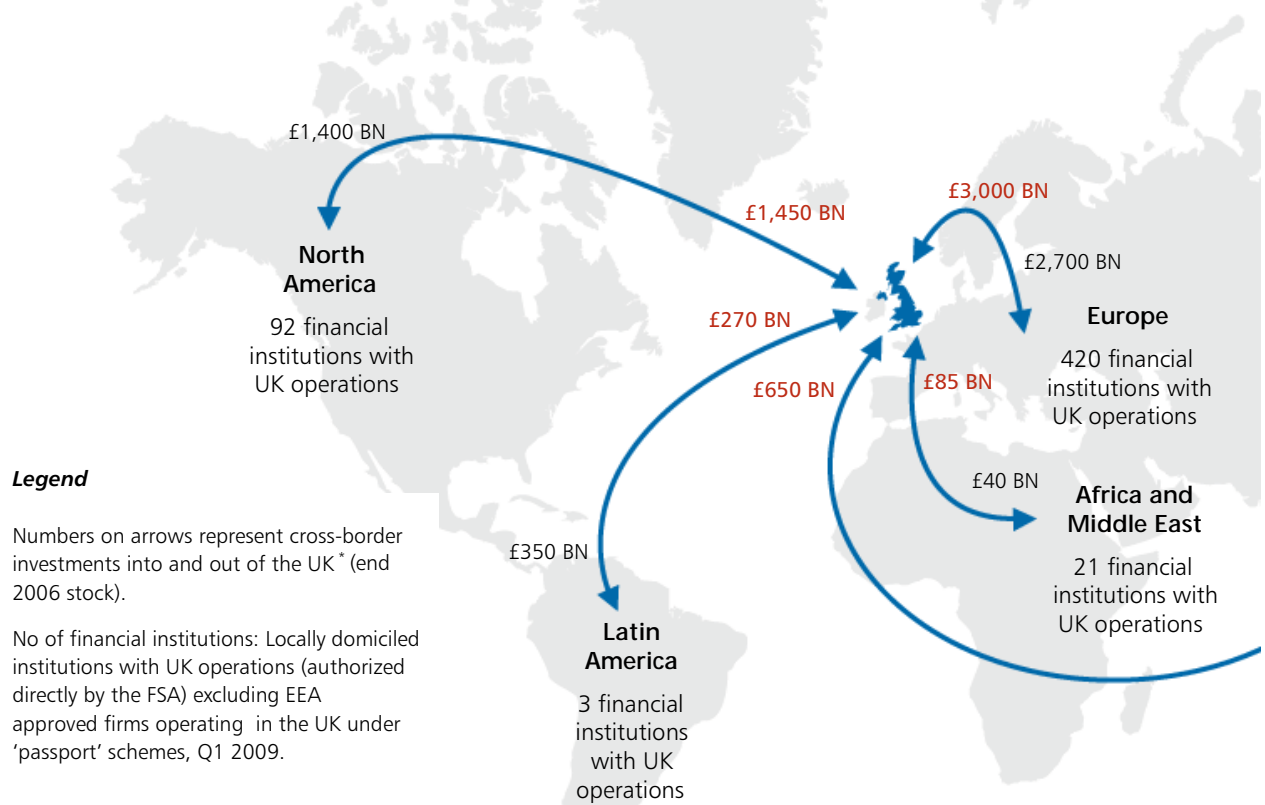 £1,400 BN
£1,450 BN
£3,000 BN
£2,700 BN
North
America
92 financial
institutions with
UK operations
£270 BN
£650 BN
£85 BN
Europe
420 financial
institutions with
UK operations
£40 BN
Africa and
Middle East
21 financial
institutions with
UK operations
£350 BN
Latin
America
3 financial
institutions
with UK
operations
Legend
Numbers on arrows represent cross-border
investments into and out of the UK * (end
2006 stock).
No of financial institutions: Locally domiciled
institutions with UK operations (authorized
directly by the FSA) excluding EEA
approved firms operating in the UK under
‘passport’ schemes, Q1 2009.